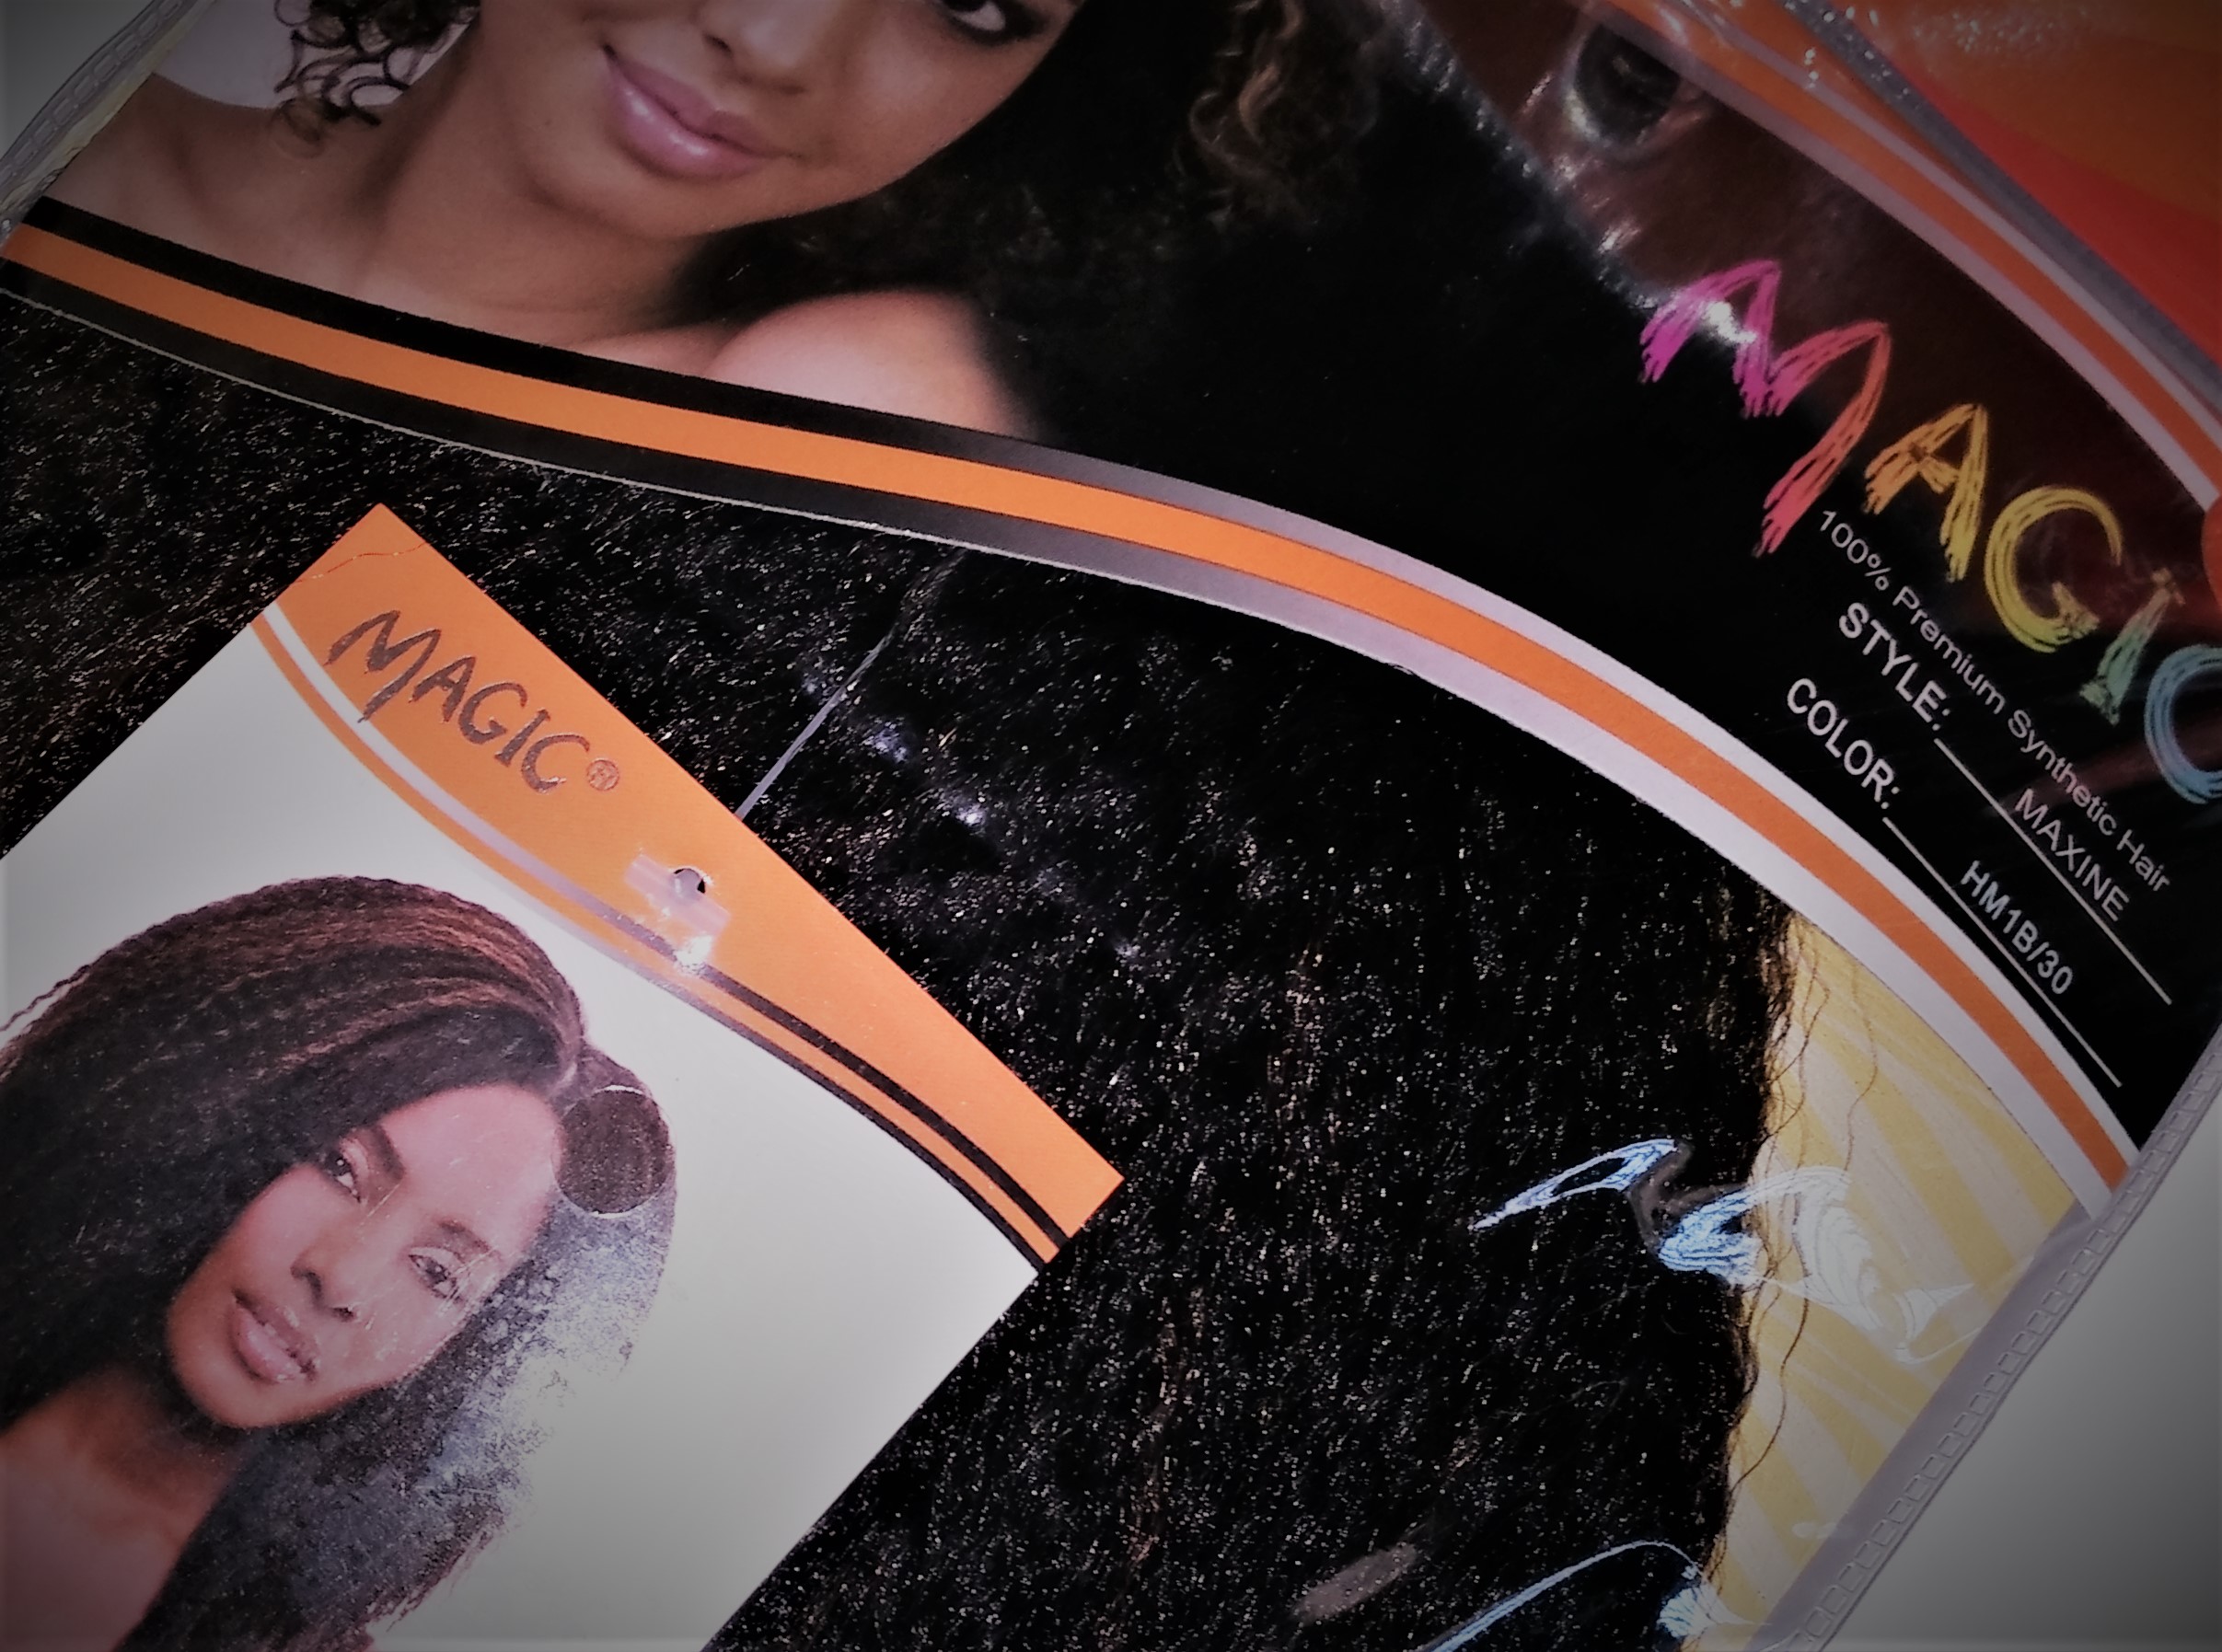 MAGIC
100% Premium Synthetic Hair
STYLE: MAXINE
COLOR: HM1B/30
MAGIC®